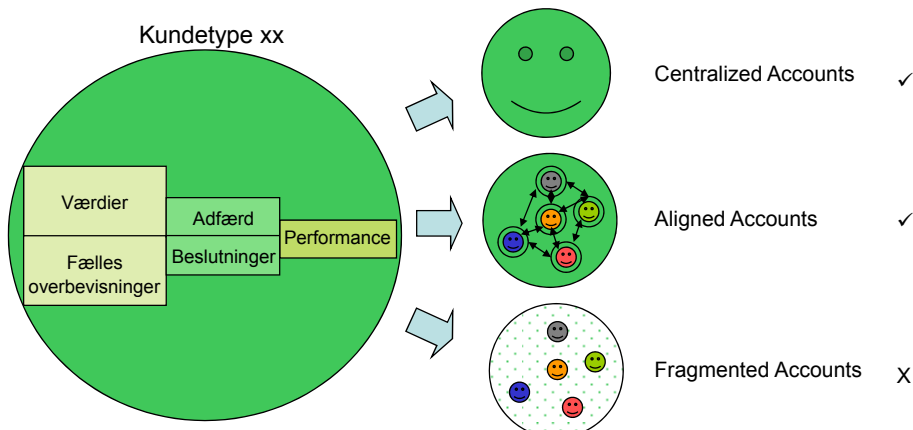 Kundetype xx
Værdier
Fælles
overbevisninger
Adfærd
Beslutninger
Performance
Centralized Accounts ✓
Aligned Accounts ✓
Fragmented Accounts X